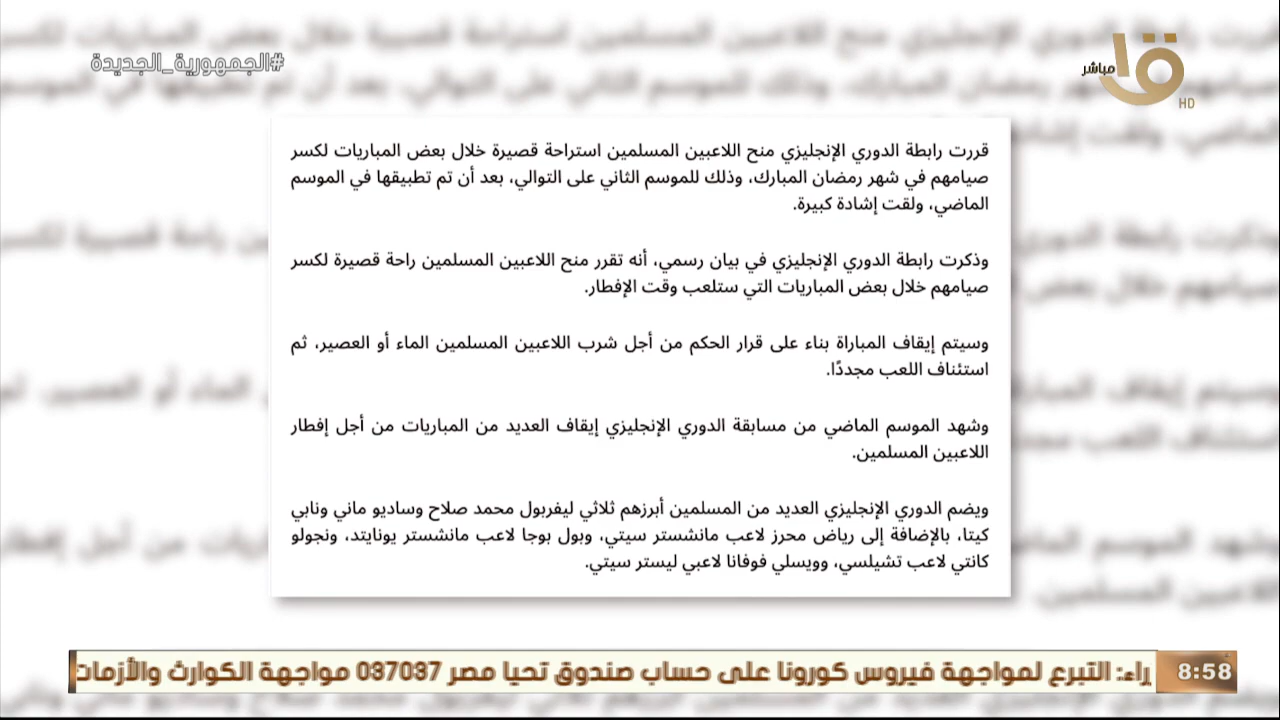 #الجمهورية_الجديدة
مباشر
HD
قررت رابطة الدوري الإنجليزي منح اللاعبين المسلمين استراحة قصيرة خلال بعض المباريات لكسر
صيامهم في شهر رمضان المبارك، وذلك للموسم الثاني على التوالي، بعد أن تم تطبيقها في الموسم
الماضي، ولقت إشادة كبيرة.
وذكرت رابطة الدوري الإنجليزي في بيان رسمي، أنه تقرر منح اللاعبين المسلمين راحة قصيرة لكسر
صيامهم خلال بعض المباريات التي ستلعب وقت الإفطار.
وسيتم إيقاف المباراة بناء على قرار الحكم من أجل شرب اللاعبين المسلمين الماء أو العصير، ثم
استئناف اللعب مجددًا.
وشهد الموسم الماضي من مسابقة الدوري الإنجليزي إيقاف العديد من المباريات من أجل إفطار
اللاعبين المسلمين.
ويضم الدوري الإنجليزي العديد من المسلمين أبرزهم ثلاثي ليفربول محمد صلاح وساديو ماني ونابي
كيتا، بالإضافة إلى رياض محرز لاعب مانشستر سيتي، وبول بوجا لاعب مانشستر يونايتد، ونجولو
كانتي لاعب تشيلسي، وويسلي فوفانا لاعبي ليستر سيتي.
8:58
التبرع لمواجهة فيروس كورونا على حساب صندوق تحيا مصر 037037 مواجهة الكوارث والأزمات